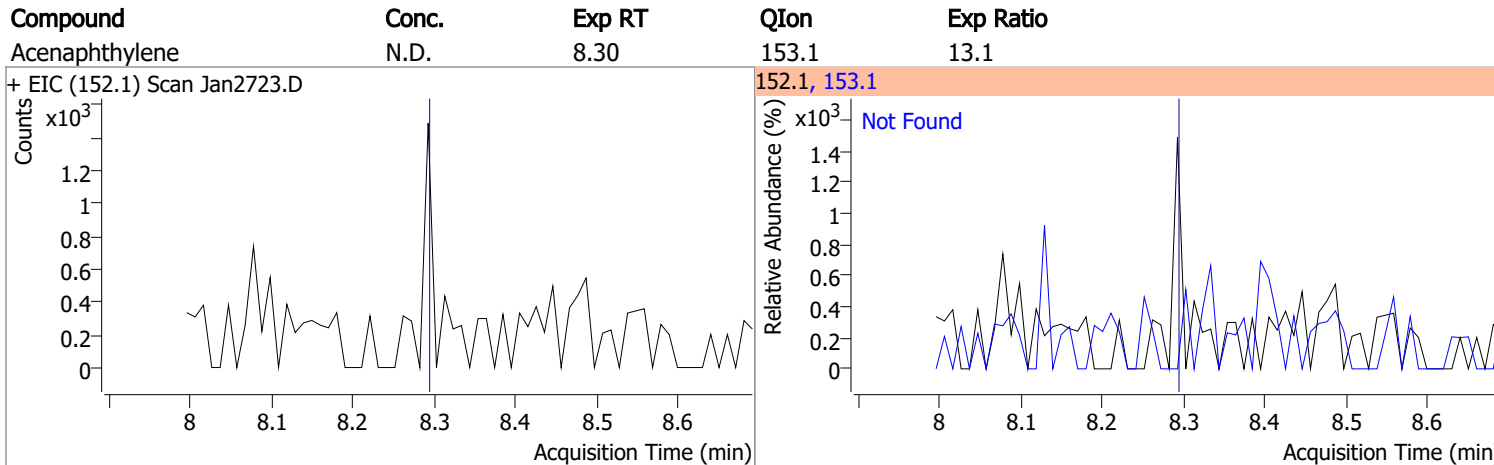 Compound Conc. Exp RT QIon Exp Ratio
Acenaphthylene N.D. 8.30 153.1 13.1
+ EIC (152.1) Scan Jan2723.D
Counts
x10³
1.2
1
0.8
0.6
0.4
0.2
0
8 8.1 8.2 8.3 8.4 8.5 8.6
Acquisition Time (min)
152.1, 153.1
Relative Abundance (%)
x10³
Not Found
1.4
1.2
1
0.8
0.6
0.4
0.2
0
8 8.1 8.2 8.3 8.4 8.5 8.6
Acquisition Time (min)